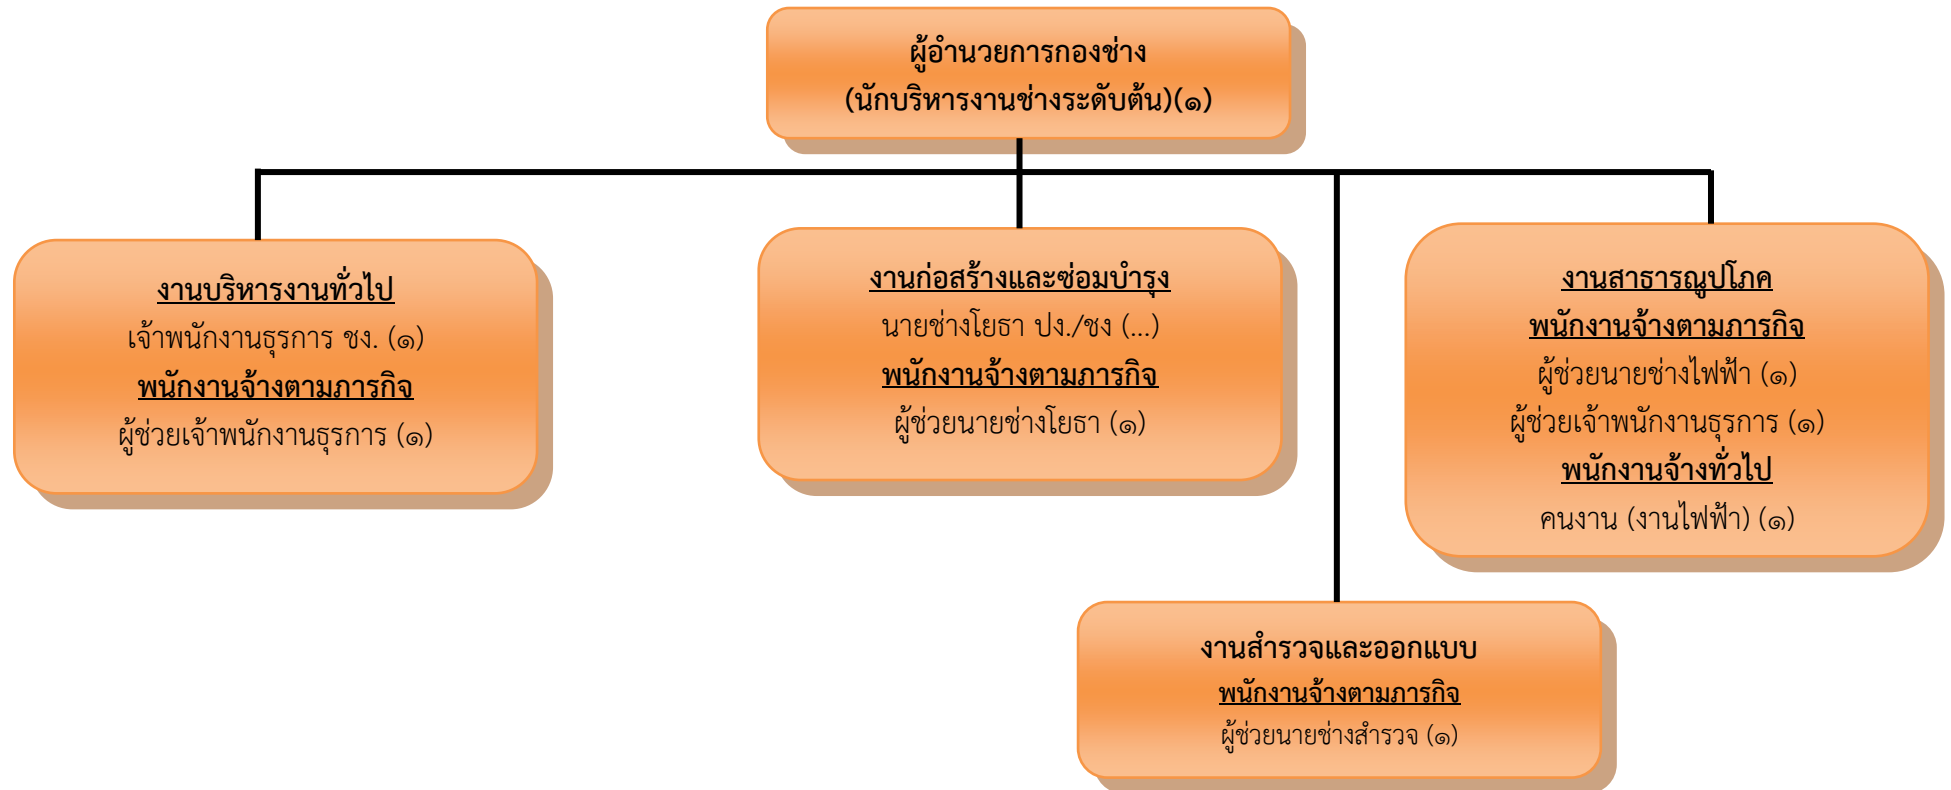 ผู้อำนวยการกองช่าง
(นักบริหารงานช่างระดับต้น)(๑)
งานบริหารงานทั่วไป
เจ้าพนักงานธุรการ ชง. (๑)
พนักงานจ้างตามภารกิจ
ผู้ช่วยเจ้าพนักงานธุรการ (๑)
งานก่อสร้างและซ่อมบำรุง
นายช่างโยธา ปง./ชง (...)
พนักงานจ้างตามภารกิจ
ผู้ช่วยนายช่างโยธา (๑)
งานสาธารณูปโภค
พนักงานจ้างตามภารกิจ
ผู้ช่วยนายช่างไฟฟ้า (๑)
ผู้ช่วยเจ้าพนักงานธุรการ (๑)
พนักงานจ้างทั่วไป
คนงาน (งานไฟฟ้า) (๑)
งานสำรวจและออกแบบ
พนักงานจ้างตามภารกิจ
ผู้ช่วยนายช่างสำรวจ (๑)